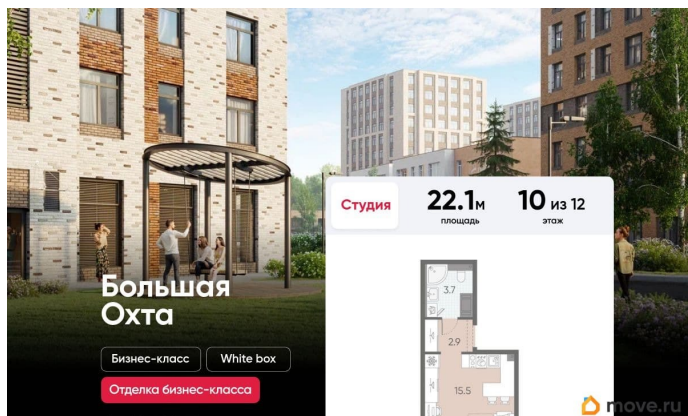 Большая
Охта
Бизнес-класс
White box
Отделка бизнес-класса
Студия
22.1м
площадь
10 из 12
этаж
3.7
2.9
15.5
move.ru